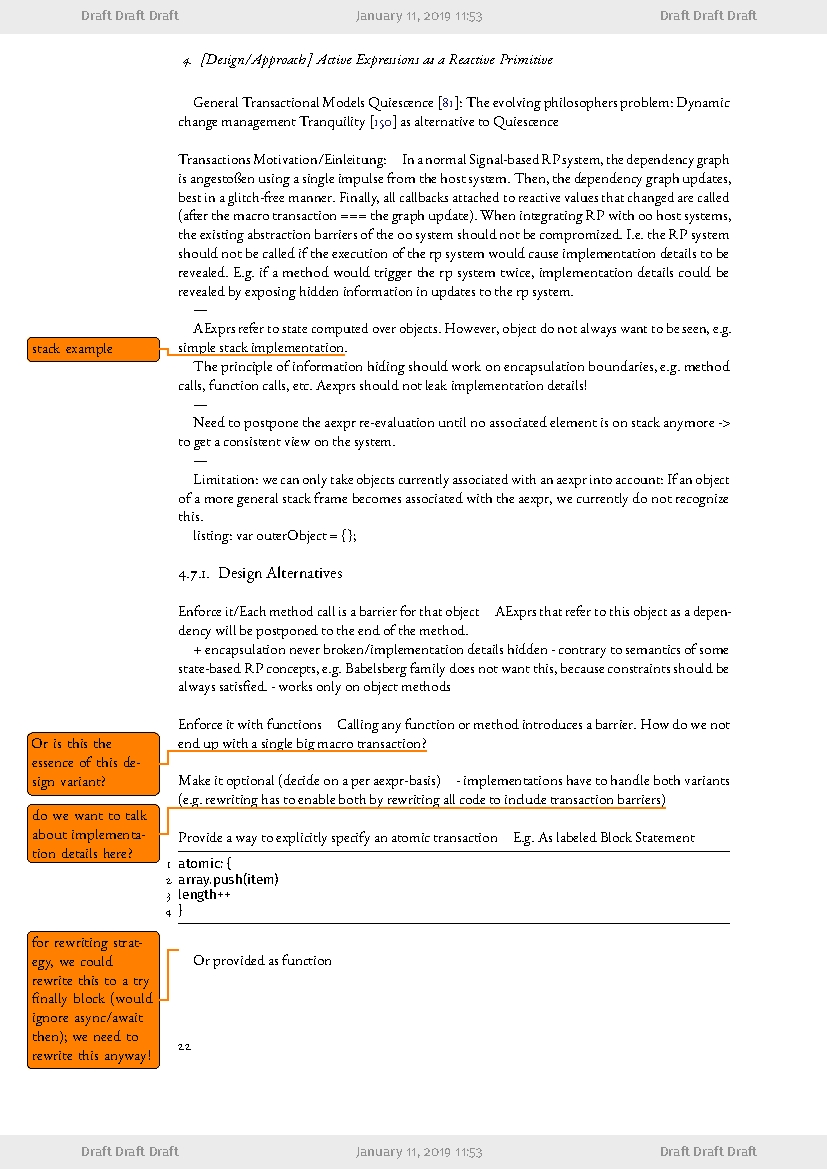 Draft Draft Draft January 11, 2019 11:53 Draft Draft Draft
4. [Design/Approach] Active Expressions as a Reactive Primitive
General Transactional Models Quiescence [81]: The evolving philosophers problem: Dynamic
change management Tranquility [150] as alternative to Quiescence
Transactions Motivation/Einleitung: In a normal Signal-based RP system, the dependency graph
is angestoßen using a single impulse from the host system. Then, the dependency graph updates,
best in a glitch-free manner. Finally, all callbacks attached to reactive values that changed are called
(after the macro transaction === the graph update). When integrating RP with oo host systems,
the existing abstraction barriers of the oo system should not be compromized. I.e. the RP system
should not be called if the execution of the rp system would cause implementation details to be
revealed. E.g. if a method would trigger the rp system twice, implementation details could be
revealed by exposing hidden information in updates to the rp system.
—
AExprs refer to state computed over objects. However, object do not always want to be seen, e.g.
simple stack implementation.
stack example
The principle of information hiding should work on encapsulation boundaries, e.g. method
calls, function calls, etc. Aexprs should not leak implementation details!
—
Need to postpone the aexpr re-evaluation until no associated element is on stack anymore ->
to get a consistent view on the system.
—
Limitation: we can only take objects currently associated with an aexpr into account: If an object
of a more general stack frame becomes associated with the aexpr, we currently do not recognize
this.
listing: var outerObject = {};
4.7.1. Design Alternatives
Enforce it/Each method call is a barrier for that object AExprs that refer to this object as a depen-
dency will be postponed to the end of the method.
+ encapsulation never broken/implementation details hidden - contrary to semantics of some
state-based RP concepts, e.g. Babelsberg family does not want this, because constraints should be
always satisfied. - works only on object methods
Enforce it with functions Calling any function or method introduces a barrier. How do we not
end up with a single big macro transaction?
Or is this the
essence of this de-
sign variant?
Make it optional (decide on a per aexpr-basis) - implementations have to handle both variants
(e.g. rewriting has to enable both by rewriting all code to include transaction barriers)
do we want to talk
about implementa-
tion details here?
Provide a way to explicitly specify an atomic transaction E.g. As labeled Block Statement
1 atomic: {
2 array.push(item)
3 length++
4 }
for rewriting strat-
egy, we could
rewrite this to a try
finally block (would
ignore async/await
then); we need to
rewrite this anyway!
Or provided as function
22
Draft Draft Draft January 11, 2019 11:53 Draft Draft Draft